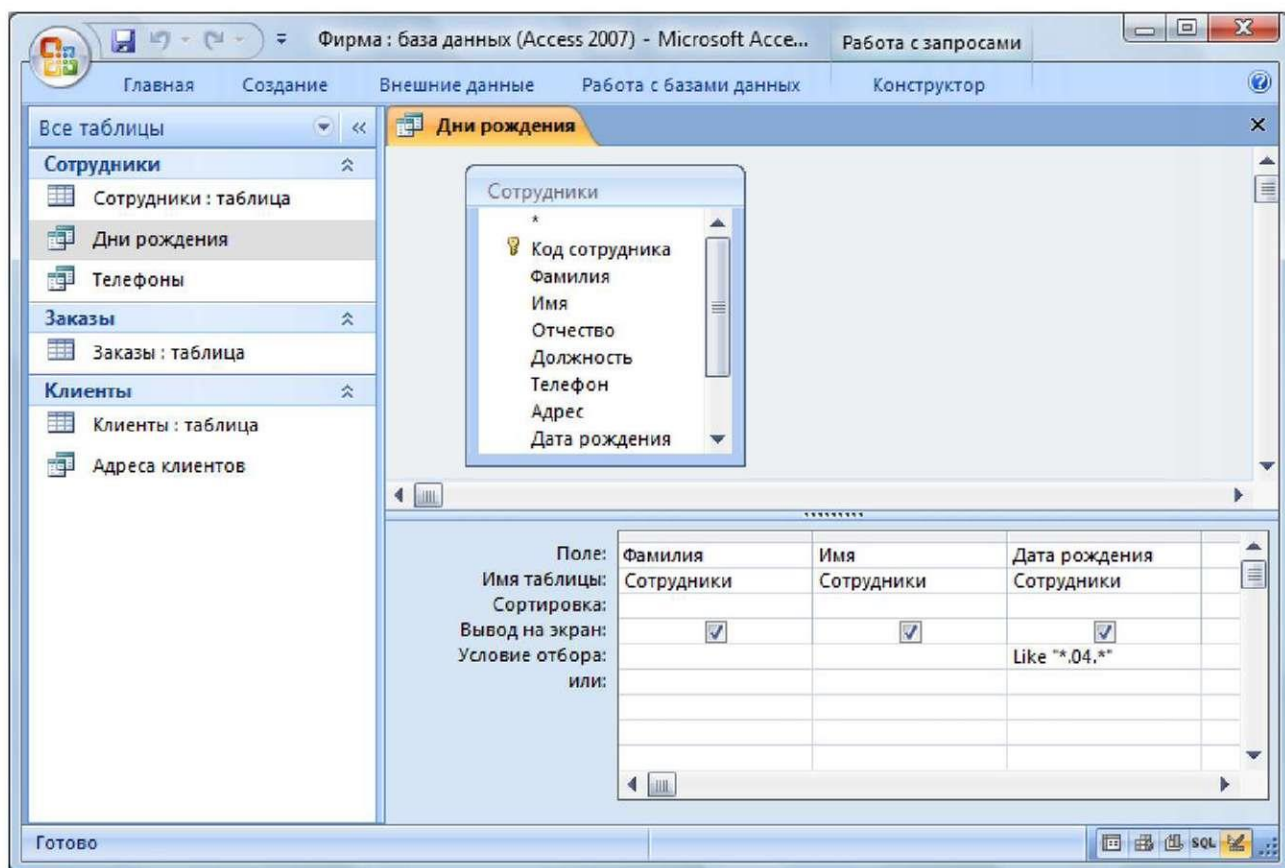 Фирма : база данных (Access 2007) - Microsoft Acce...
Работа с запросами
Главная Создание Внешние данные Работа с базами данных Конструктор
Все таблицы
Сотрудники
Сотрудники : таблица
Дни рождения
Телефоны
Заказы
Заказы : таблица
Клиенты
Клиенты : таблица
Адреса клиентов
Дни рождения
Сотрудники
*
Код сотрудника
Фамилия
Имя
Отчество
Должность
Телефон
Адрес
Дата рождения
Поле: Фамилия Имя Дата рождения
Имя таблицы: Сотрудники Сотрудники Сотрудники
Сортировка:
Вывод на экран:
Условие отбора: Like "*.04.*"
или:
Готово
SQL